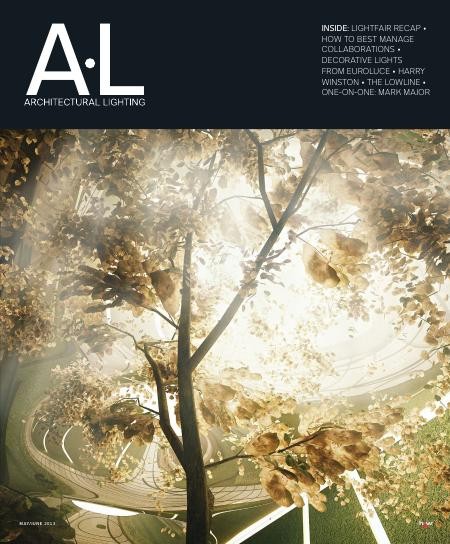 A·L
ARCHITECTURAL LIGHTING
INSIDE: LIGHTFAIR RECAP •
HOW TO BEST MANAGE
COLLABORATIONS •
DECORATIVE LIGHTS
FROM EUROLUCE • HARRY
WINSTON • THE LOWLINE •
ONE-ON-ONE: MARK MAJOR
MAY/JUNE 2013